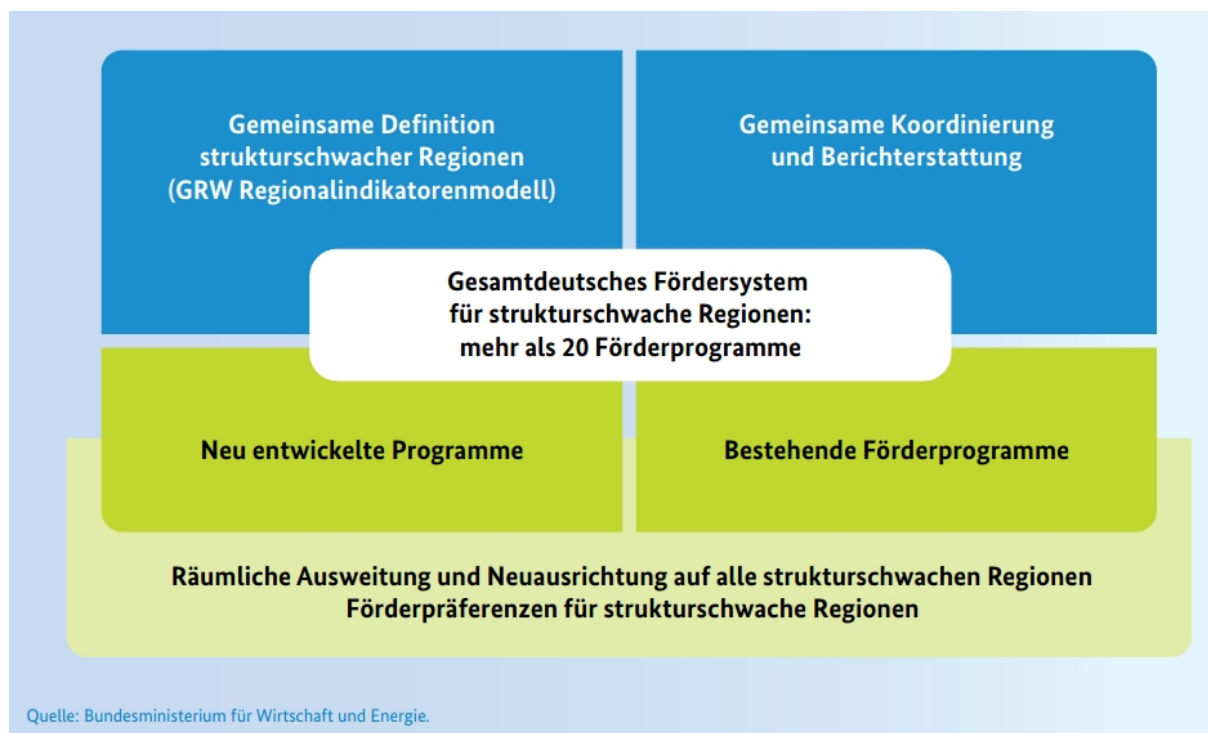 Gemeinsame Definition
strukturschwacher Regionen
(GRW Regionalindikatorenmodell)
Gemeinsame Koordinierung
und Berichterstattung
Gesamtdeutsches Fördersystem
für strukturschwache Regionen:
mehr als 20 Förderprogramme
Neu entwickelte Programme
Bestehende Förderprogramme
Räumliche Ausweitung und Neuausrichtung auf alle strukturschwachen Regionen
Förderpräferenzen für strukturschwache Regionen
Quelle: Bundesministerium für Wirtschaft und Energie.